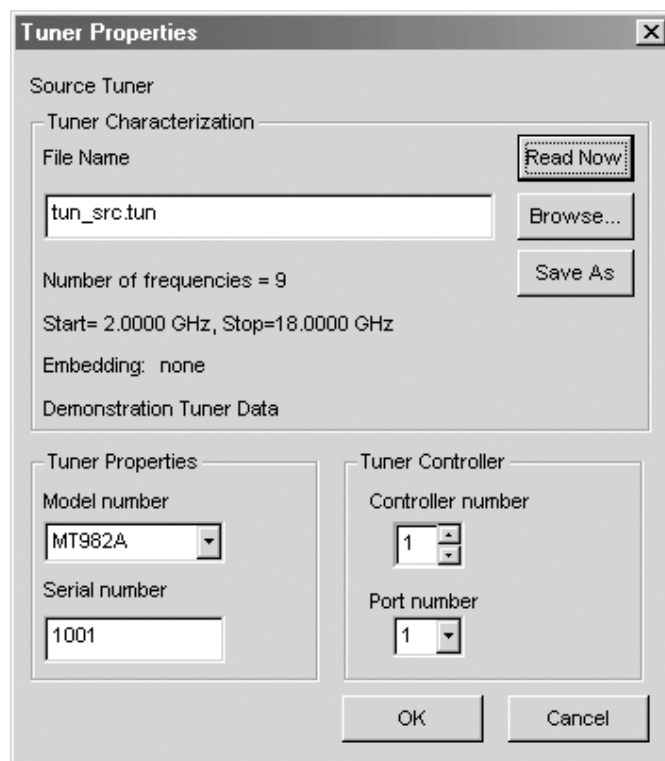 Tuner Properties
Source Tuner
Tuner Characterization
File Name
Read Now
tun_src.tun
Browse...
Save As
Number of frequencies = 9
Start= 2.0000 GHz, Stop=18.0000 GHz
Embedding: none
Demonstration Tuner Data
Tuner Properties
Model number
MT982A
Serial number
1001
Tuner Controller
Controller number
1
Port number
1
OK
Cancel